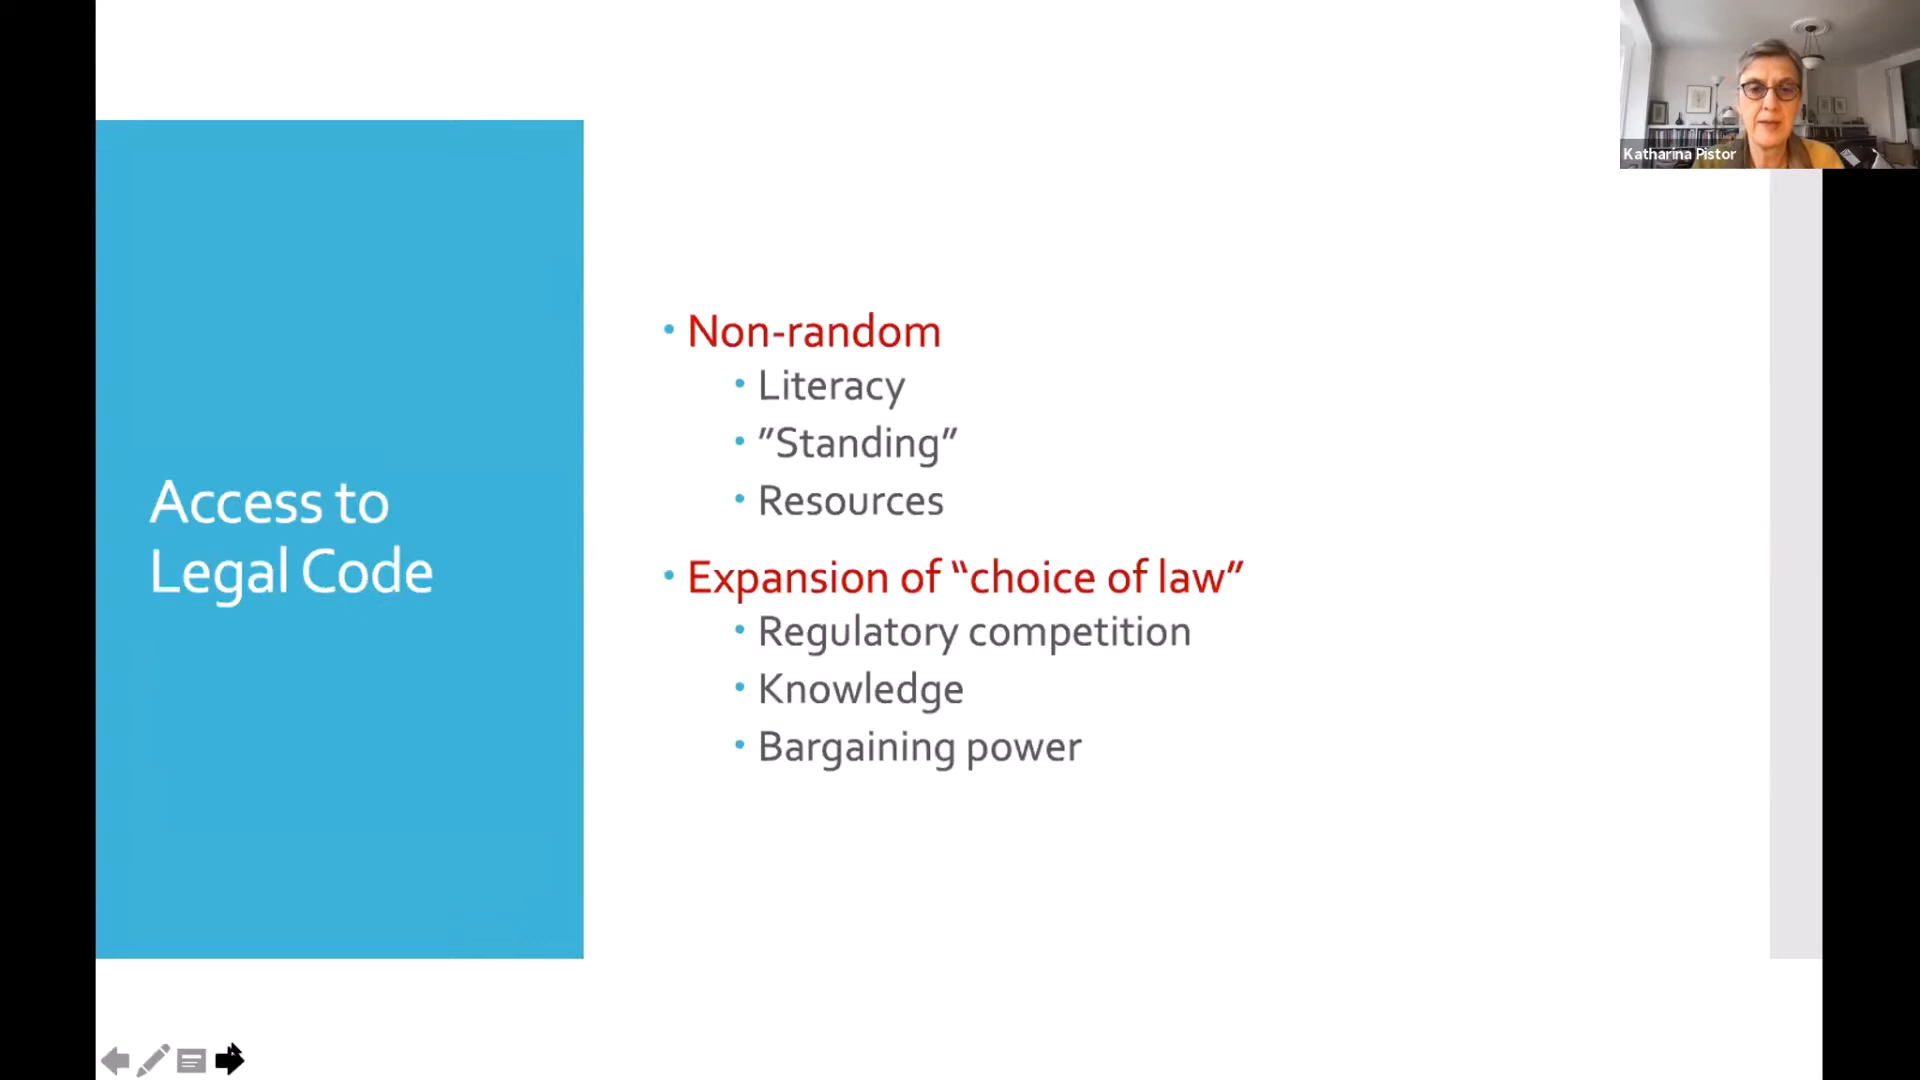 Katharina Pistor
Access to
Legal Code
• Non-random
• Literacy
• ”Standing”
• Resources
• Expansion of “choice of law”
• Regulatory competition
• Knowledge
• Bargaining power